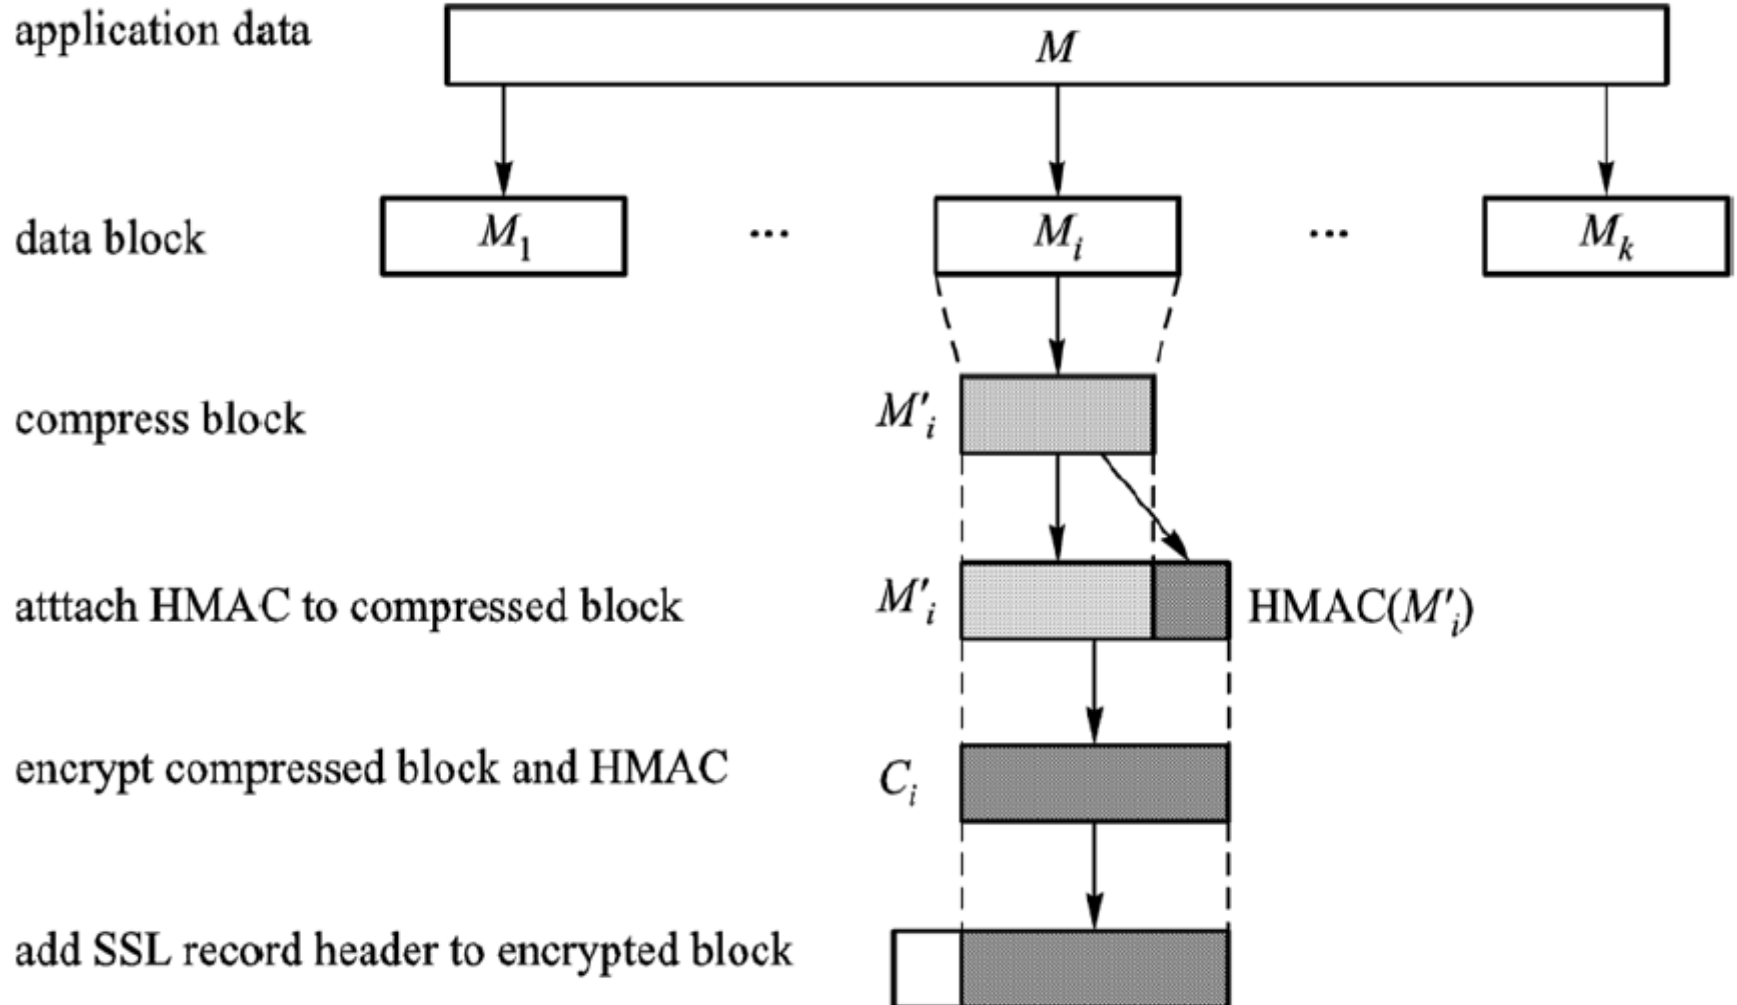 application data
M
data block
M₁ ... Mᵢ ... Mₖ
compress block
M′ᵢ
atttach HMAC to compressed block
M′ᵢ
HMAC(M′ᵢ)
encrypt compressed block and HMAC
Cᵢ
add SSL record header to encrypted block